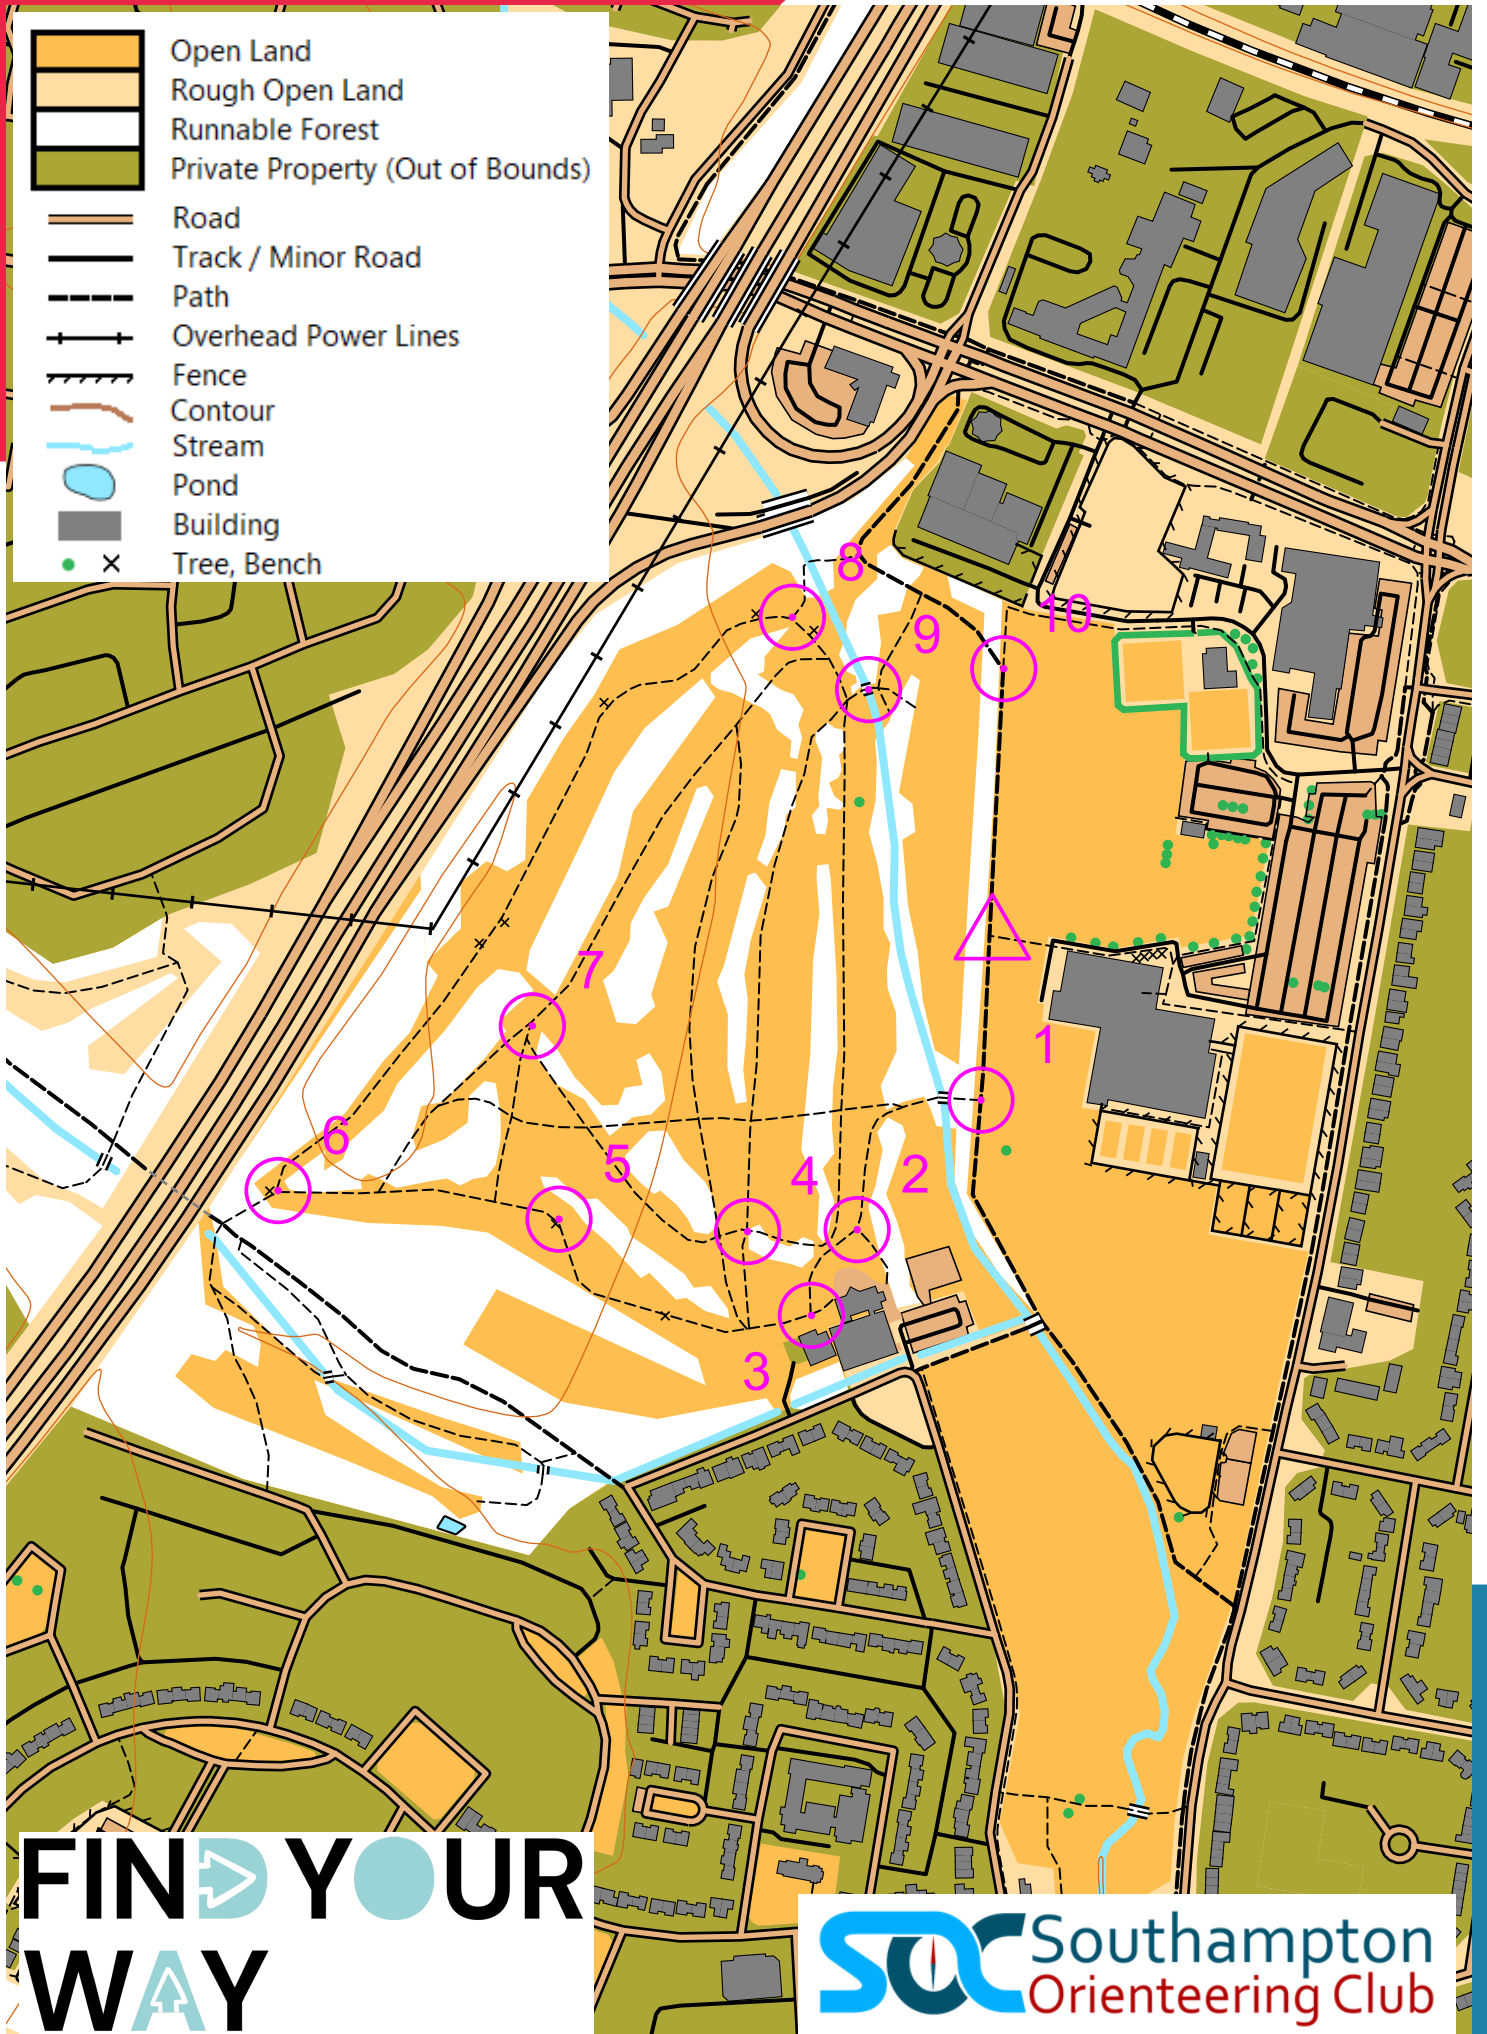 Open Land
Rough Open Land
Runnable Forest
Private Property (Out of Bounds)
Road
Track / Minor Road
Path
Overhead Power Lines
Fence
Contour
Stream
Pond
Building
Tree, Bench
8
10
9
7
1
6
5
4
2
3
FIND YOUR
WAY
SOC Southampton
Orienteering Club